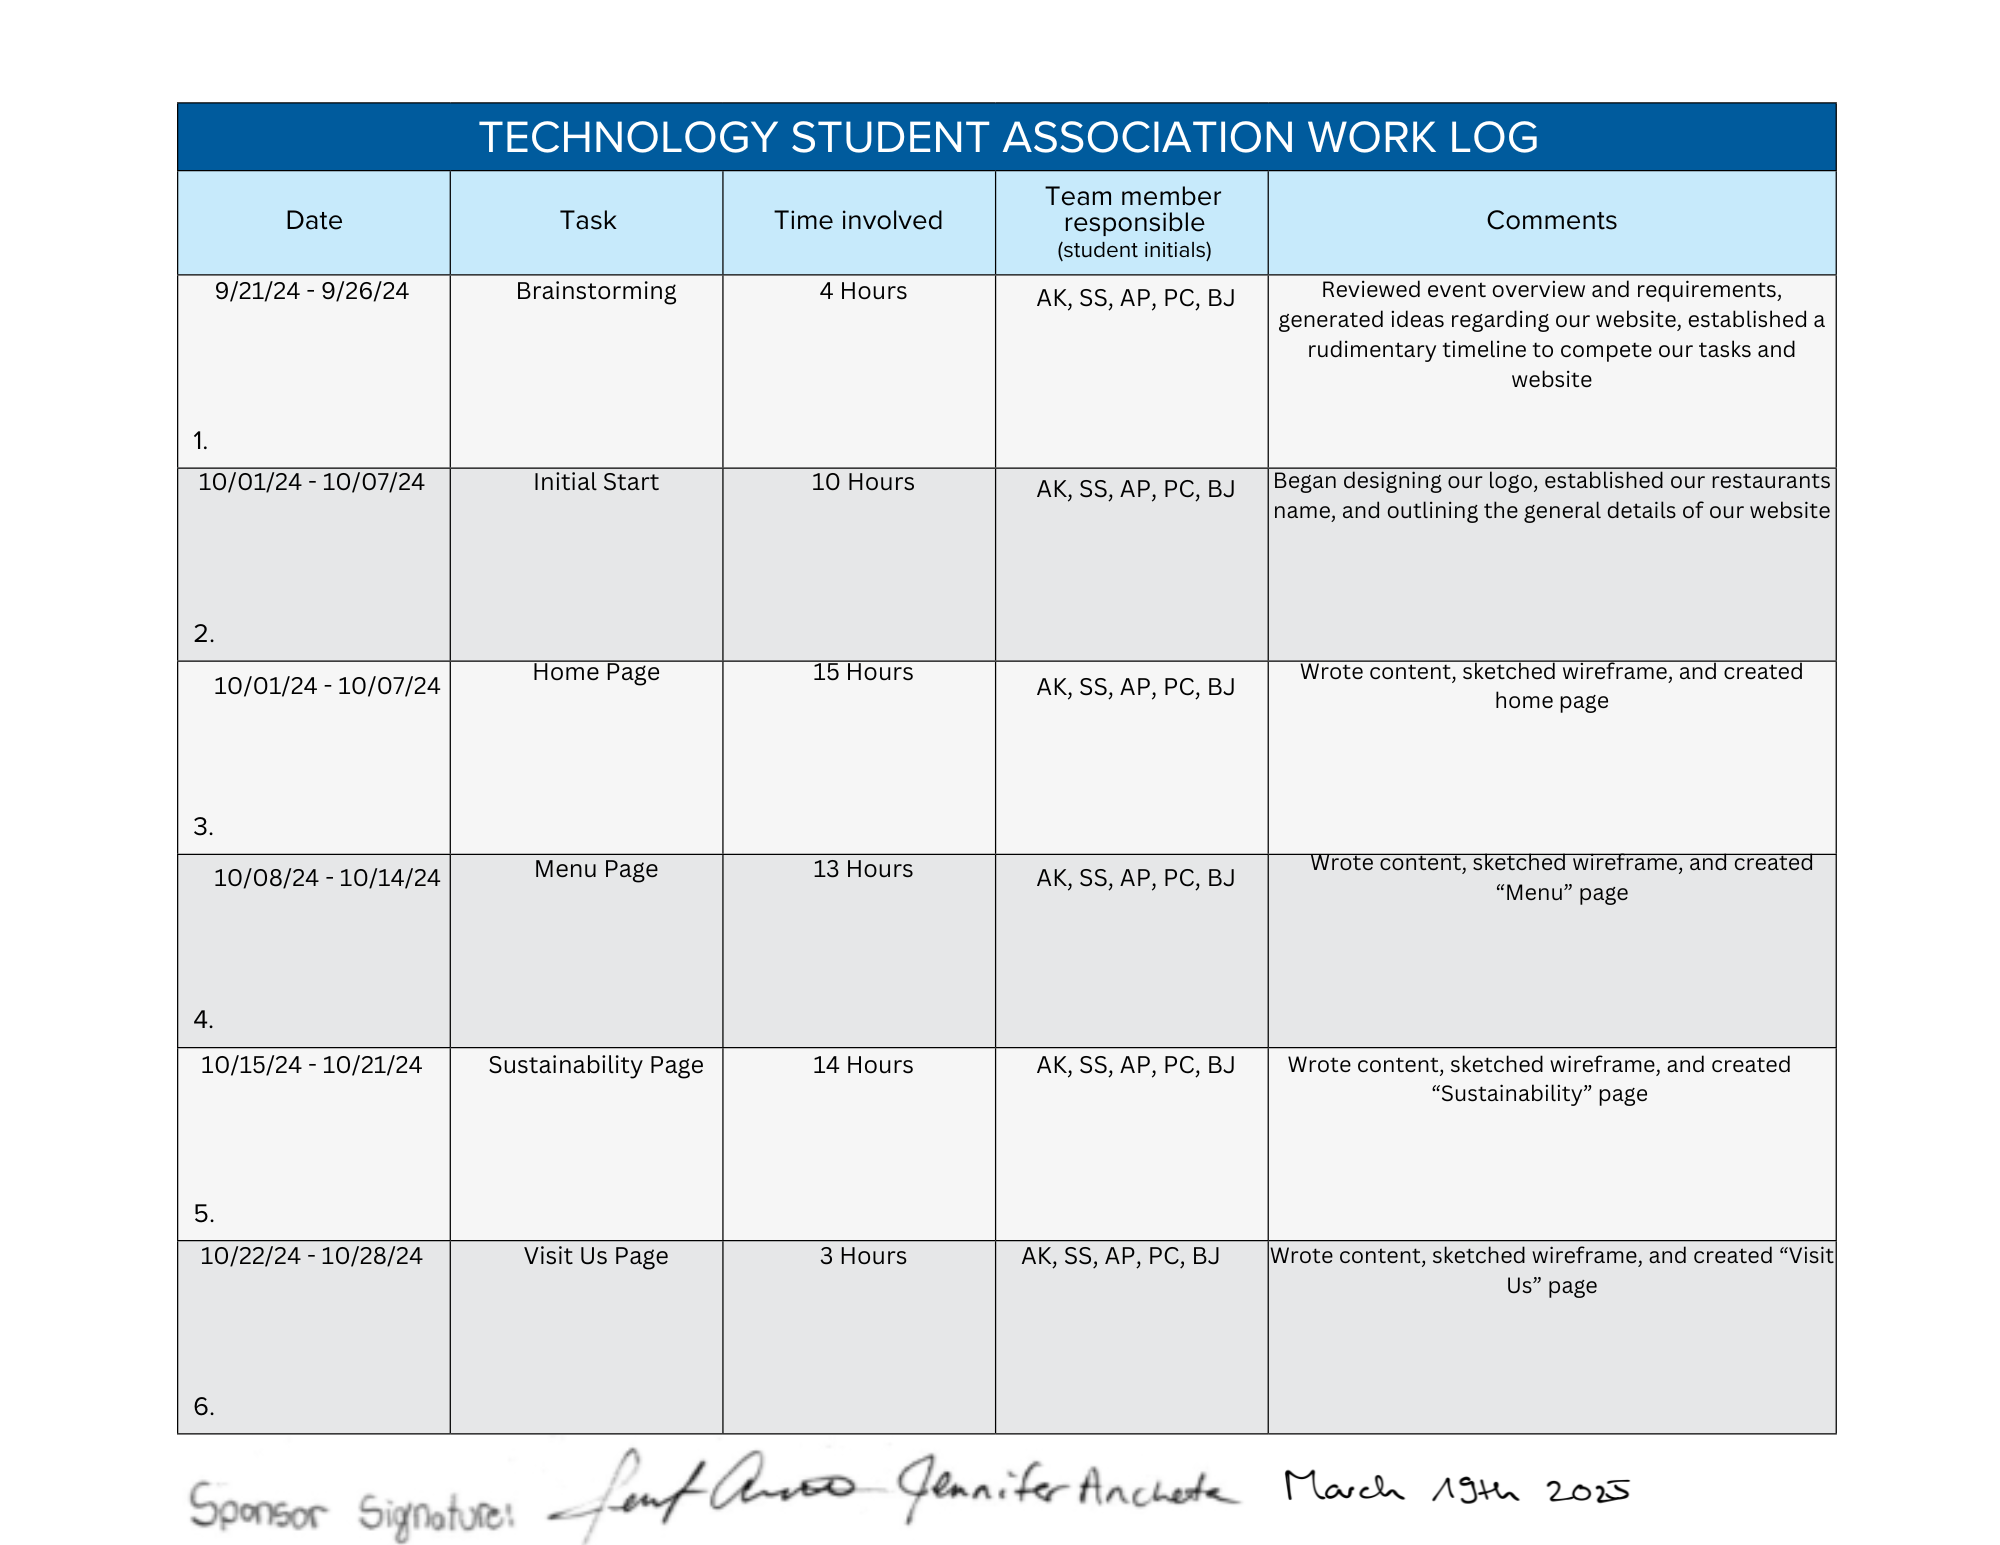 TECHNOLOGY STUDENT ASSOCIATION WORK LOG
Date
Task
Time involved
Team member
responsible
(student initials)
Comments
9/21/24 - 9/26/24
Brainstorming
4 Hours
AK, SS, AP, PC, BJ
Reviewed event overview and requirements,
generated ideas regarding our website, established a
rudimentary timeline to compete our tasks and
website
1.
10/01/24 - 10/07/24
Initial Start
10 Hours
AK, SS, AP, PC, BJ
Began designing our logo, established our restaurants
name, and outlining the general details of our website
2.
10/01/24 - 10/07/24
Home Page
15 Hours
AK, SS, AP, PC, BJ
Wrote content, sketched wireframe, and created
home page
3.
10/08/24 - 10/14/24
Menu Page
13 Hours
AK, SS, AP, PC, BJ
Wrote content, sketched wireframe, and created
“Menu” page
4.
10/15/24 - 10/21/24
Sustainability Page
14 Hours
AK, SS, AP, PC, BJ
Wrote content, sketched wireframe, and created
“Sustainability” page
5.
10/22/24 - 10/28/24
Visit Us Page
3 Hours
AK, SS, AP, PC, BJ
Wrote content, sketched wireframe, and created “Visit
Us” page
6.
Sponsor Signature: Jennifer Ancheta March 19th 2025